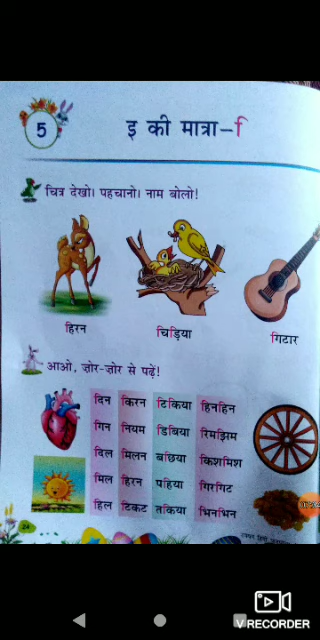 5
इ की मात्रा–ि
चित्र देखो। पहचानो। नाम बोलो!
हिरन चिड़िया गिटार
आओ, ज़ोर-ज़ोर से पढ़ें!
दिन किरन टिकिया हिनहिन
गिन नियम डिबिया रिमझिम
दिल मिलन बछिया किशमिश
मिल हिरन पहिया गिरगिट
हिल टिकट तकिया भिनभिन
24
V RECORDER